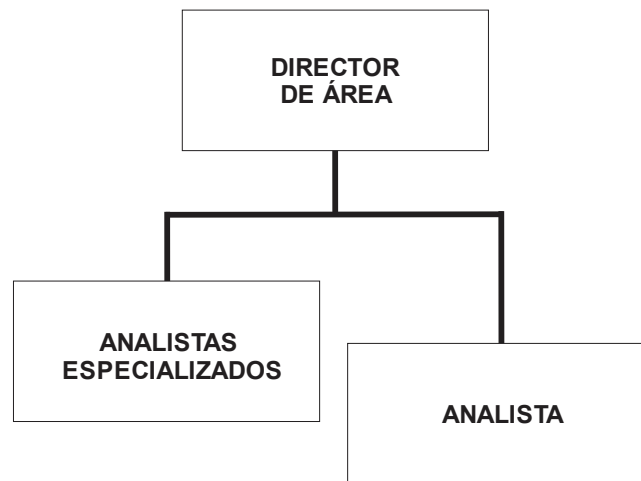 DIRECTOR
DE ÁREA
ANALISTAS
ESPECIALIZADOS
ANALISTA